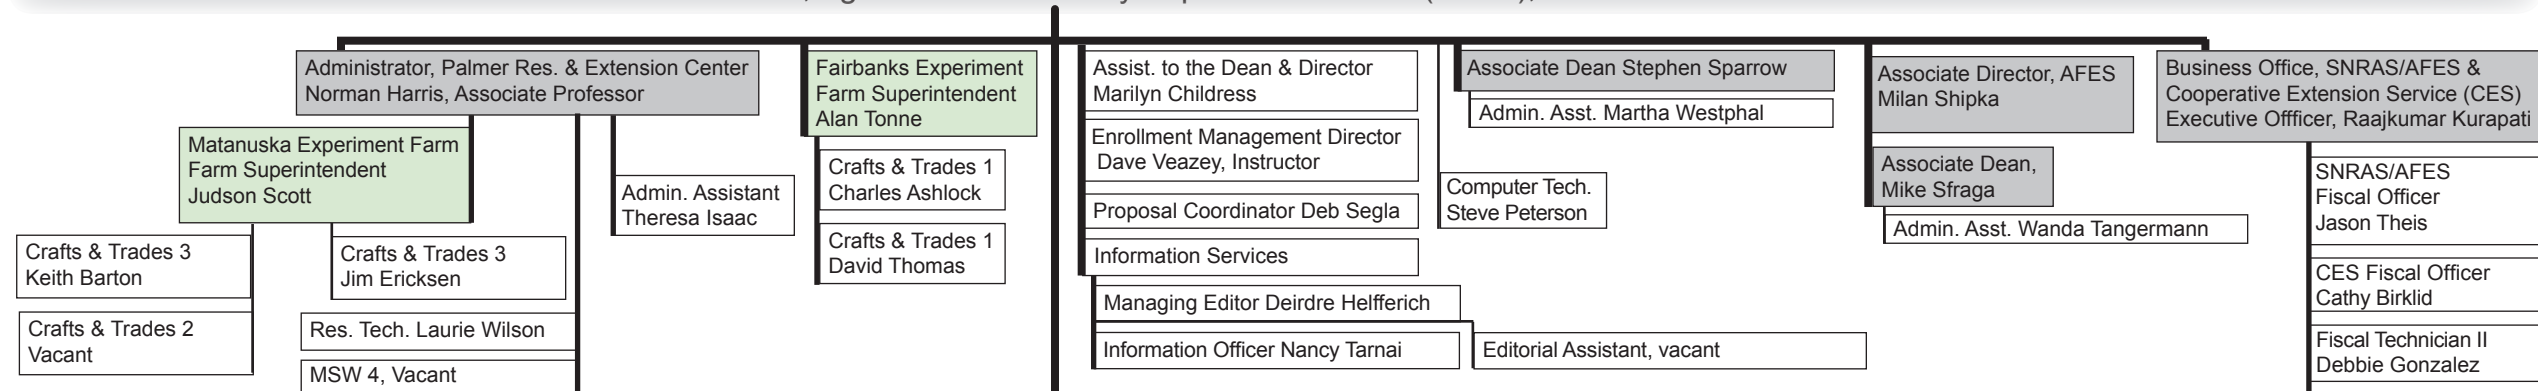 Administrator, Palmer Res. & Extension Center
Norman Harris, Associate Professor
Matanuska Experiment Farm
Farm Superintendent
Judson Scott
Crafts & Trades 3
Keith Barton
Crafts & Trades 2
Vacant
Crafts & Trades 3
Jim Ericksen
Res. Tech. Laurie Wilson
MSW 4, Vacant
Admin. Assistant
Theresa Isaac
Fairbanks Experiment
Farm Superintendent
Alan Tonne
Crafts & Trades 1
Charles Ashlock
Crafts & Trades 1
David Thomas
Assist. to the Dean & Director
Marilyn Childress
Enrollment Management Director
Dave Veazey, Instructor
Proposal Coordinator Deb Segla
Information Services
Managing Editor Deirdre Helfferich
Information Officer Nancy Tarnai
Editorial Assistant, vacant
Computer Tech.
Steve Peterson
Associate Dean Stephen Sparrow
Admin. Asst. Martha Westphal
Associate Director, AFES
Milan Shipka
Associate Dean,
Mike Sfraga
Admin. Asst. Wanda Tangermann
Business Office, SNRAS/AFES &
Cooperative Extension Service (CES)
Executive Offficer, Raajkumar Kurapati
SNRAS/AFES
Fiscal Officer
Jason Theis
CES Fiscal Officer
Cathy Birklid
Fiscal Technician II
Debbie Gonzalez